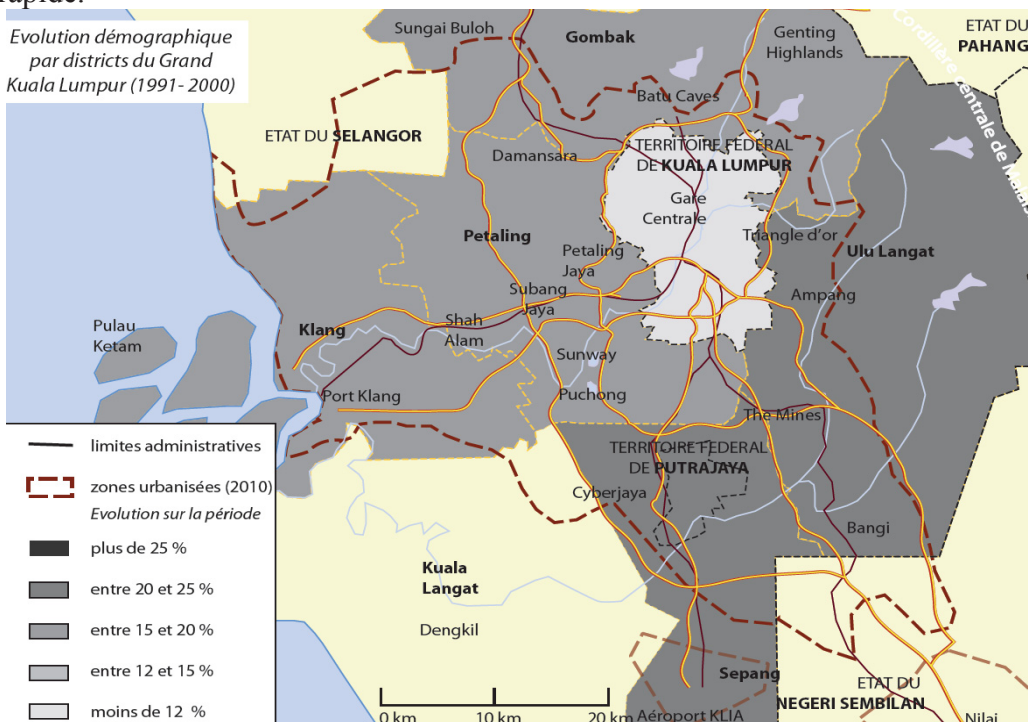 rapide.
Evolution démographique
par districts du Grand
Kuala Lumpur (1991- 2000)
Sungai Buloh
Gombak
Genting
Highlands
ETAT DU
PAHANG
Cordillère centrale de Malais
Batu Caves
ETAT DU SELANGOR
Damansara
TERRITOIRE FEDERAL
DE KUALA LUMPUR
Gare
Centrale
Petaling
Petaling
Jaya
Triangle d'or
Ulu Langat
Subang
Jaya
Ampang
Pulau
Ketam
Klang
Shah
Alam
Sunway
Port Klang
Puchong
The Mines
TERRITOIRE FEDERAL
DE PUTRAJAYA
Cyberjaya
Bangi
Kuala
Langat
Dengkil
Sepang
ETAT DU
NEGERI SEMBILAN
Nilai
Aéroport KLIA
limites administratives
zones urbanisées (2010)
Evolution sur la période
plus de 25 %
entre 20 et 25 %
entre 15 et 20 %
entre 12 et 15 %
moins de 12 %
0 km
10 km
20 km